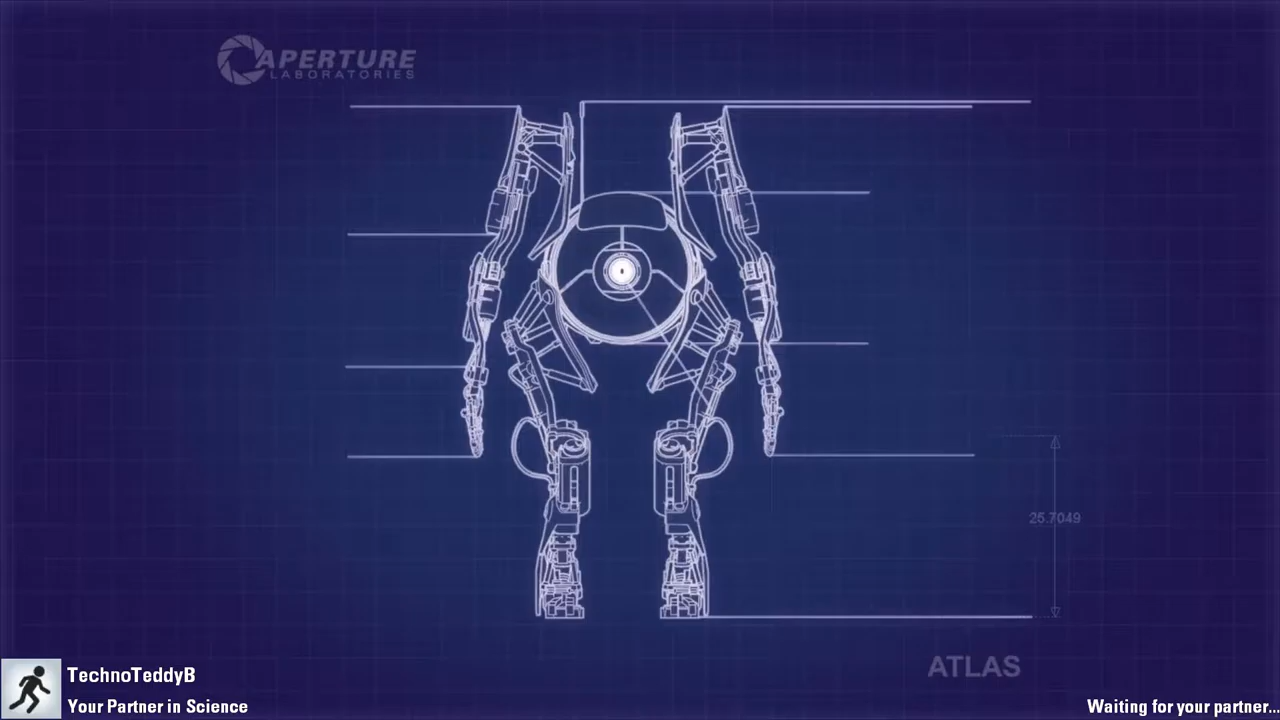 APERTURE
LABORATORIES
25.7049
ATLAS
TechnoTeddyB
Your Partner in Science
Waiting for your partner...